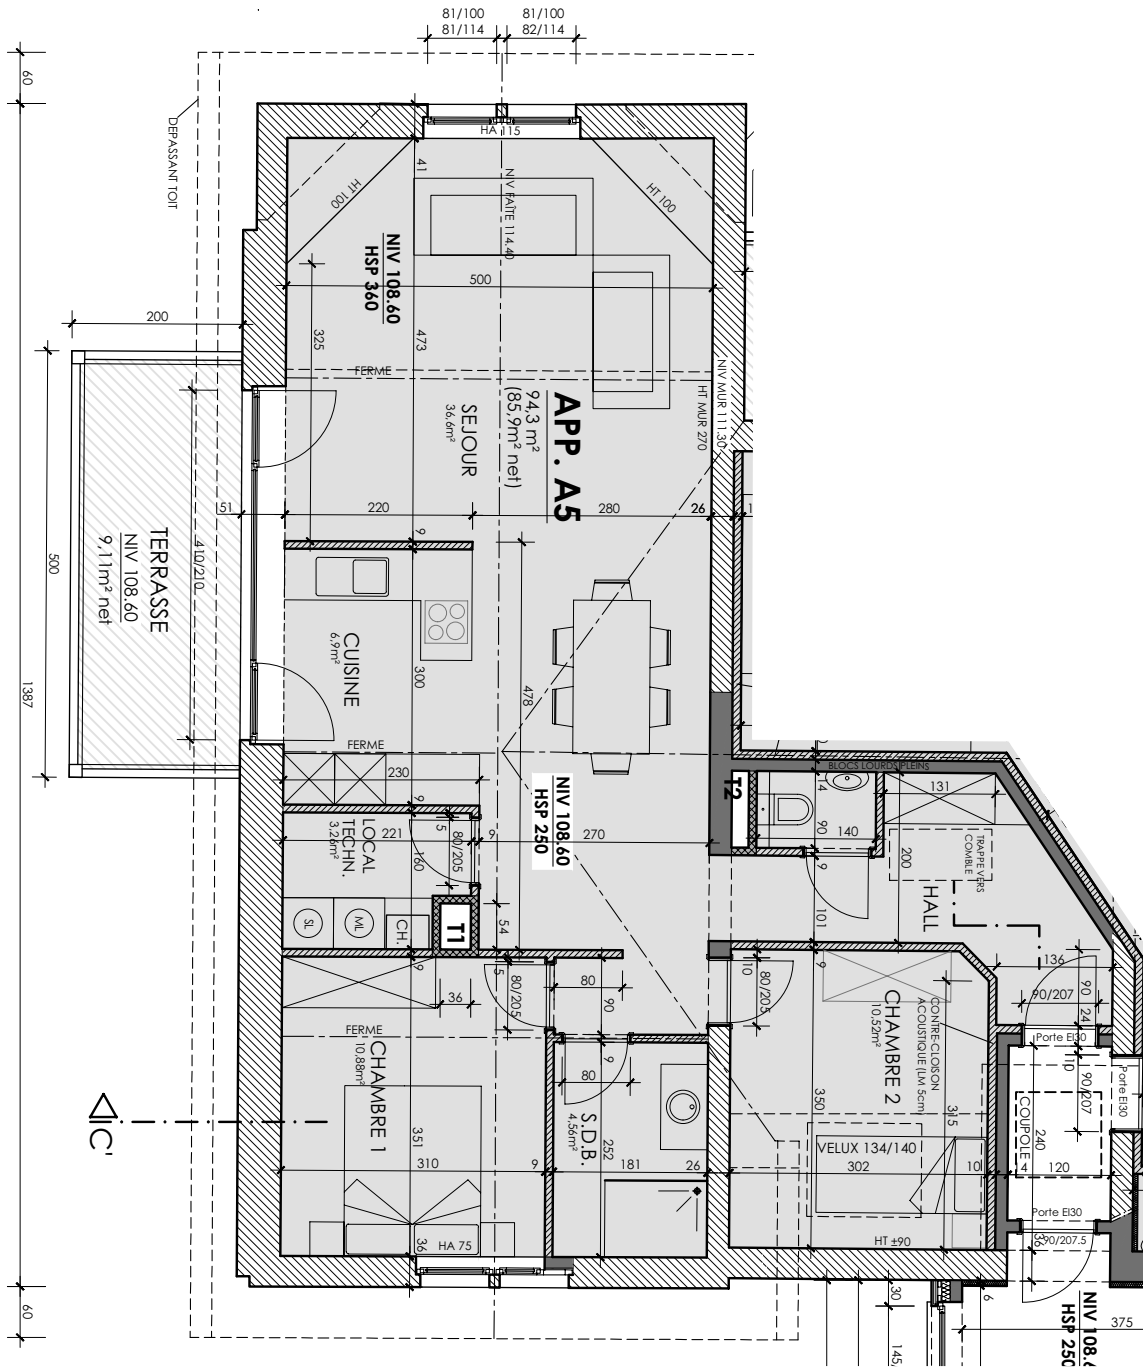 81/100
81/114
81/100
82/114
60
DEPASSANT TOIT
HA 115
41
HT 100
NIV FAÎTE 114.40
HT 100
NIV 108.60
HSP 360
500
200
325
473
FERME
NIV MUR 111.30
HT MUR 270
SEJOUR
36,6m²
APP. A5
94,3 m²
(85,9m² net)
51
220
280
26
1
9
TERRASSE
NIV 108.60
9,11m² net
410/210
500
1387
CUISINE
6,9m²
300
478
FERME
230
9
NIV 108.60
HSP 250
BLOCS LOURDS PLEINS
T2
14
90
140
131
TRAPPE VERS
COMBLE
200
HALL
LOCAL
TECHN.
3,26m²
221
15
80/205
160
9
270
9
101
SL
ML
CH.
T1
54
9
36
5
80/205
80
90
10
80/205
9
136
90
90/207
24
Porte EI30
10
90/207
Porte EI30
FERME
CHAMBRE 1
10,88m²
351
310
9
9
80
S.D.B.
4,56m²
252
181
26
CHAMBRE 2
10,52m²
CONTRE-CLOISON
ACOUSTIQUE (LM 5cm)
350
315
VELUX 134/140
302
10
COUPOLE
240
4
120
Porte EI30
36
90/207.5
HT ±90
HA 75
36
C'
60
30
145,
6
375
NIV 108.6
HSP 250